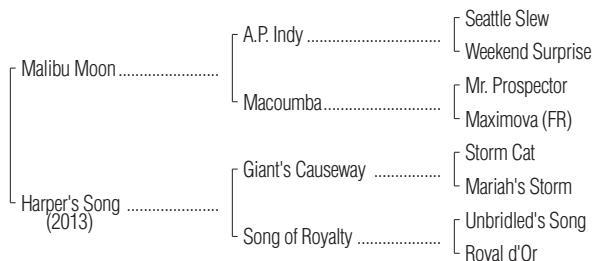 Seattle Slew
A.P. Indy ..............................
Weekend Surprise
Malibu Moon ......................
Mr. Prospector
Macoumba..........................
Maximova (FR)
Storm Cat
Giant's Causeway ...............
Mariah's Storm
Harper's Song ....................
(2013)
Unbridled's Song
Song of Royalty ..................
Royal d'Or